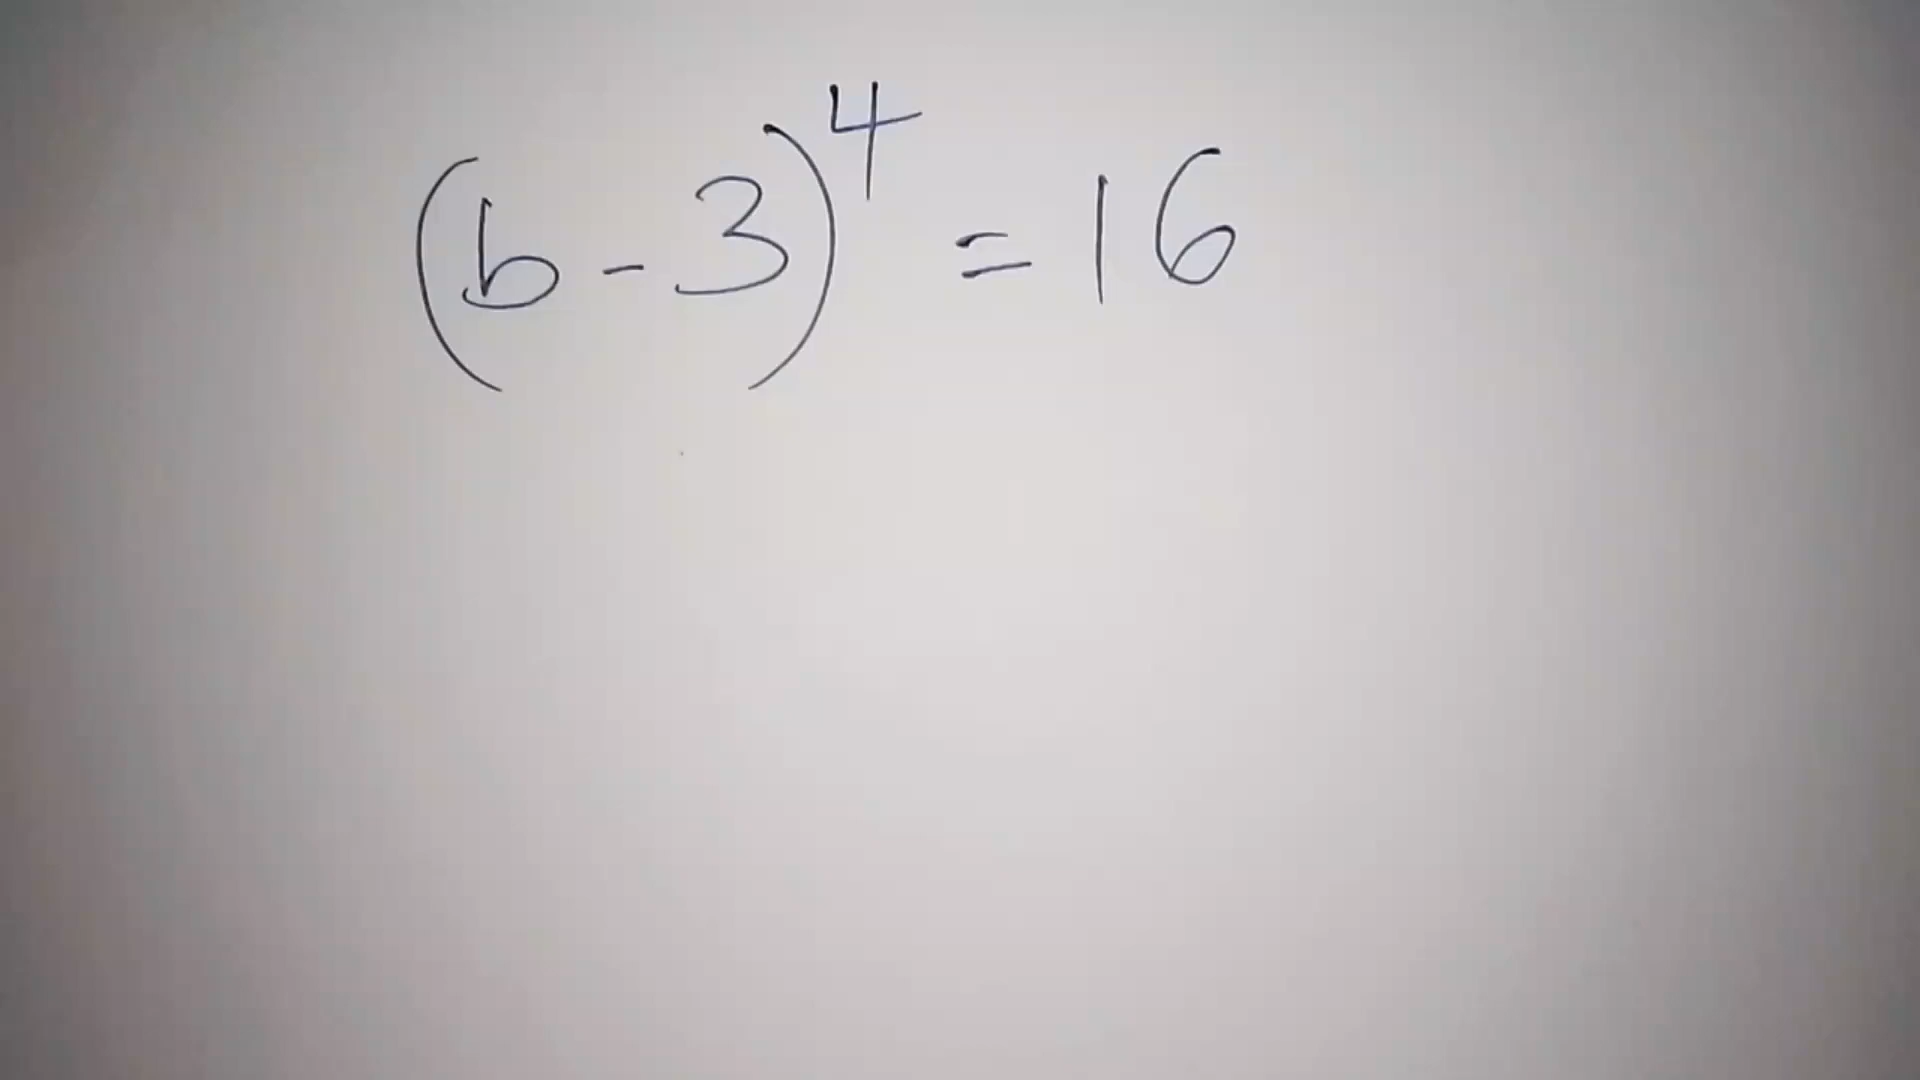 (b-3)⁴ = 16